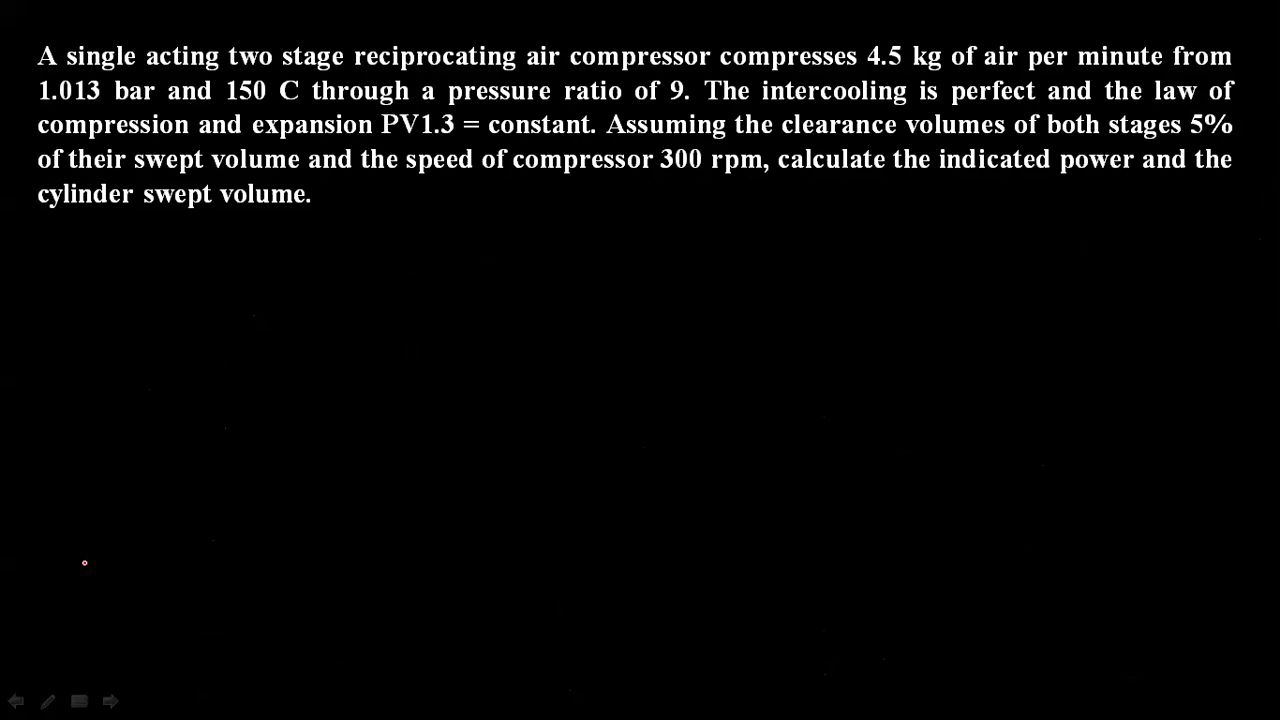 A single acting two stage reciprocating air compressor compresses 4.5 kg of air per minute from
1.013 bar and 150 C through a pressure ratio of 9. The intercooling is perfect and the law of
compression and expansion PV1.3 = constant. Assuming the clearance volumes of both stages 5%
of their swept volume and the speed of compressor 300 rpm, calculate the indicated power and the
cylinder swept volume.